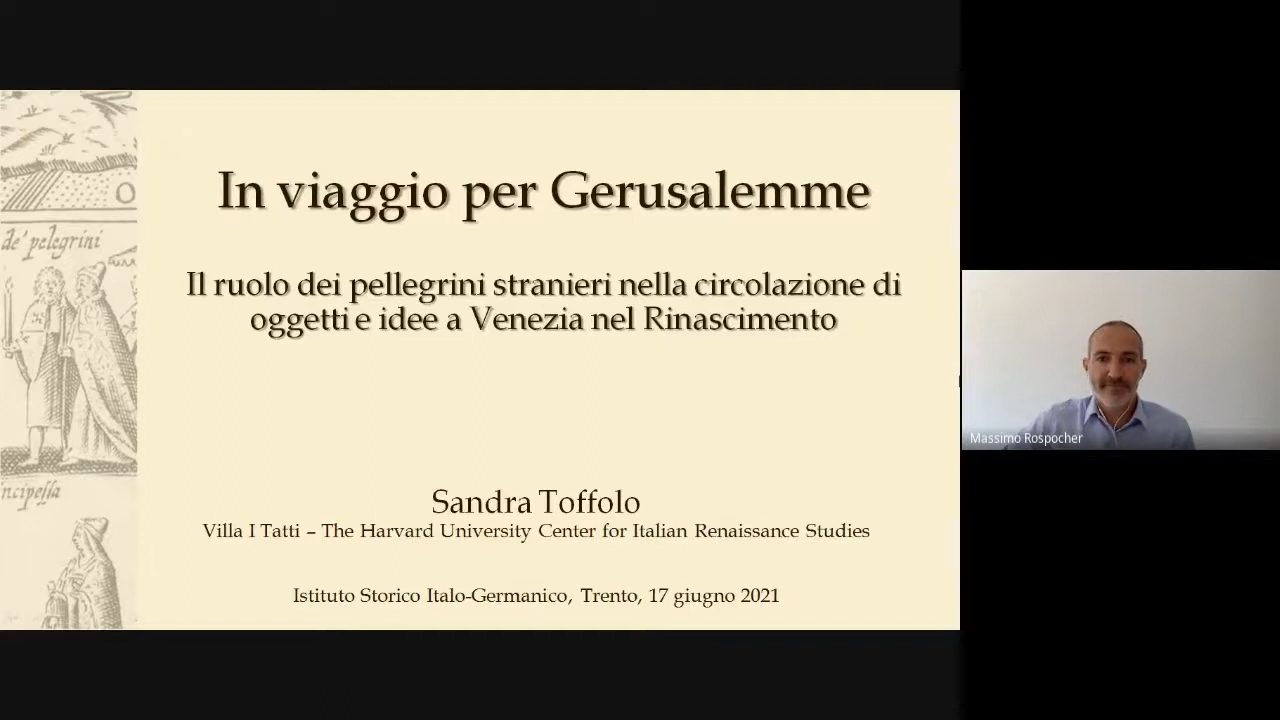 In viaggio per Gerusalemme
Il ruolo dei pellegrini stranieri nella circolazione di
oggetti e idee a Venezia nel Rinascimento
Sandra Toffolo
Villa I Tatti – The Harvard University Center for Italian Renaissance Studies
Istituto Storico Italo-Germanico, Trento, 17 giugno 2021
de' pelegrini
ncipessa
Massimo Rospocher